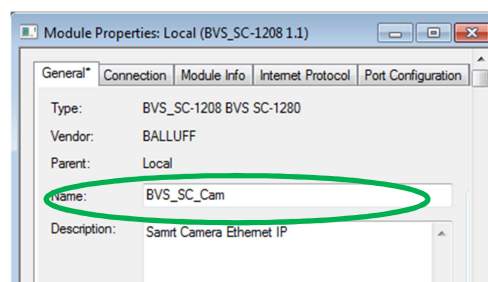 Module Properties: Local (BVS_SC-1208 1.1)
General* Connection Module Info Internet Protocol Port Configuration
Type: BVS_SC-1208 BVS SC-1280
Vendor: BALLUFF
Parent: Local
Name: BVS_SC_Cam
Description: Samrt Camera Ethernet IP